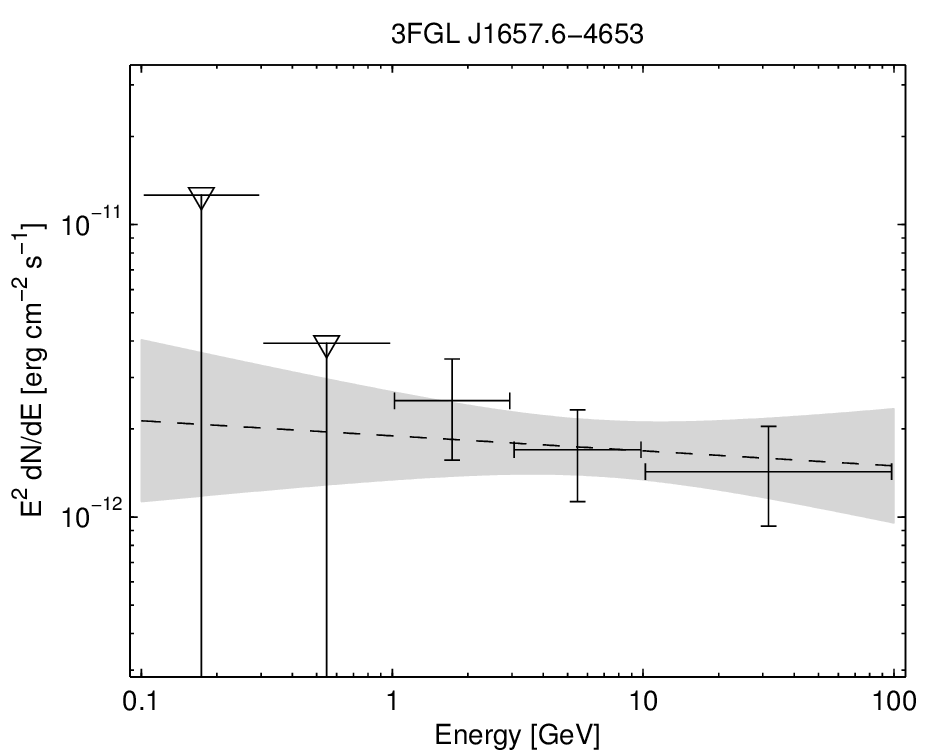 3FGL J1657.6−4653
10⁻¹¹
10⁻¹²
E² dN/dE [erg cm⁻² s⁻¹]
0.1 1 10 100
Energy [GeV]